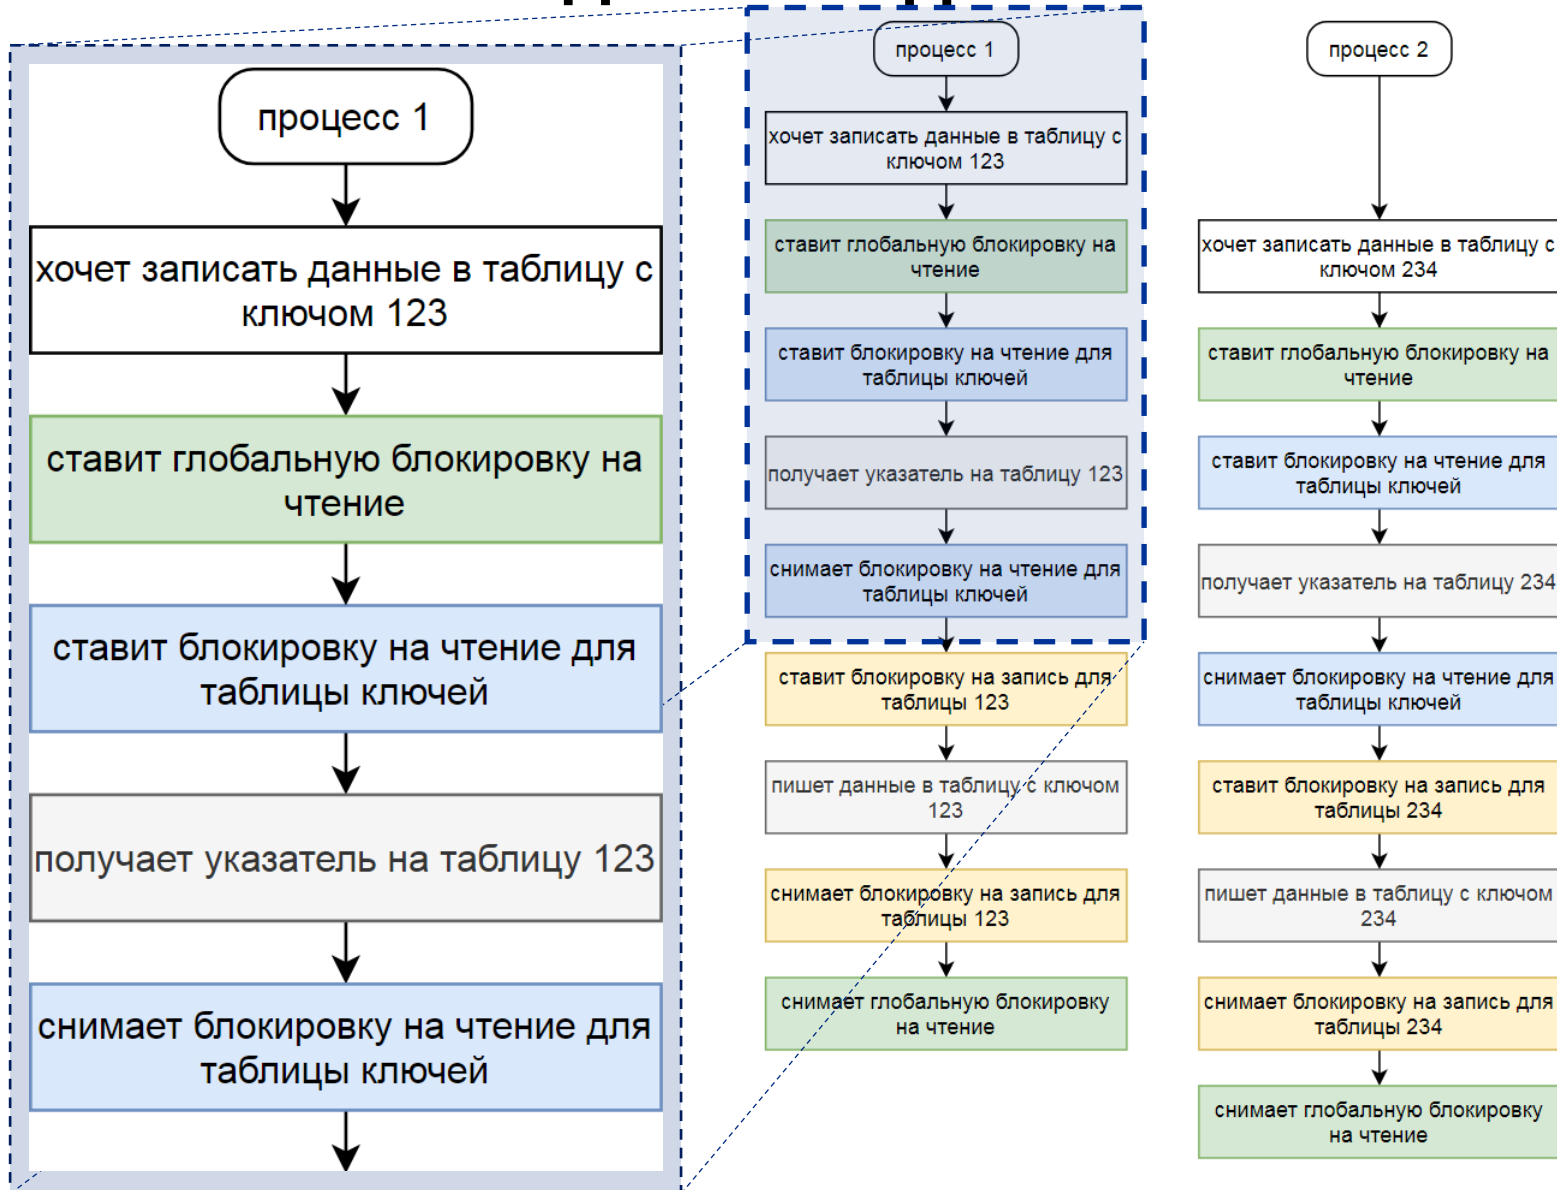 процесс 1
хочет записать данные в таблицу с
ключом 123
ставит глобальную блокировку на
чтение
ставит блокировку на чтение для
таблицы ключей
получает указатель на таблицу 123
снимает блокировку на чтение для
таблицы ключей
процесс 1
хочет записать данные в таблицу с
ключом 123
ставит глобальную блокировку на
чтение
ставит блокировку на чтение для
таблицы ключей
получает указатель на таблицу 123
снимает блокировку на чтение для
таблицы ключей
ставит блокировку на запись для
таблицы 123
пишет данные в таблицу с ключом
123
снимает блокировку на запись для
таблицы 123
снимает глобальную блокировку
на чтение
процесс 2
хочет записать данные в таблицу с
ключом 234
ставит глобальную блокировку на
чтение
ставит блокировку на чтение для
таблицы ключей
получает указатель на таблицу 234
снимает блокировку на чтение для
таблицы ключей
ставит блокировку на запись для
таблицы 234
пишет данные в таблицу с ключом
234
снимает блокировку на запись для
таблицы 234
снимает глобальную блокировку
на чтение